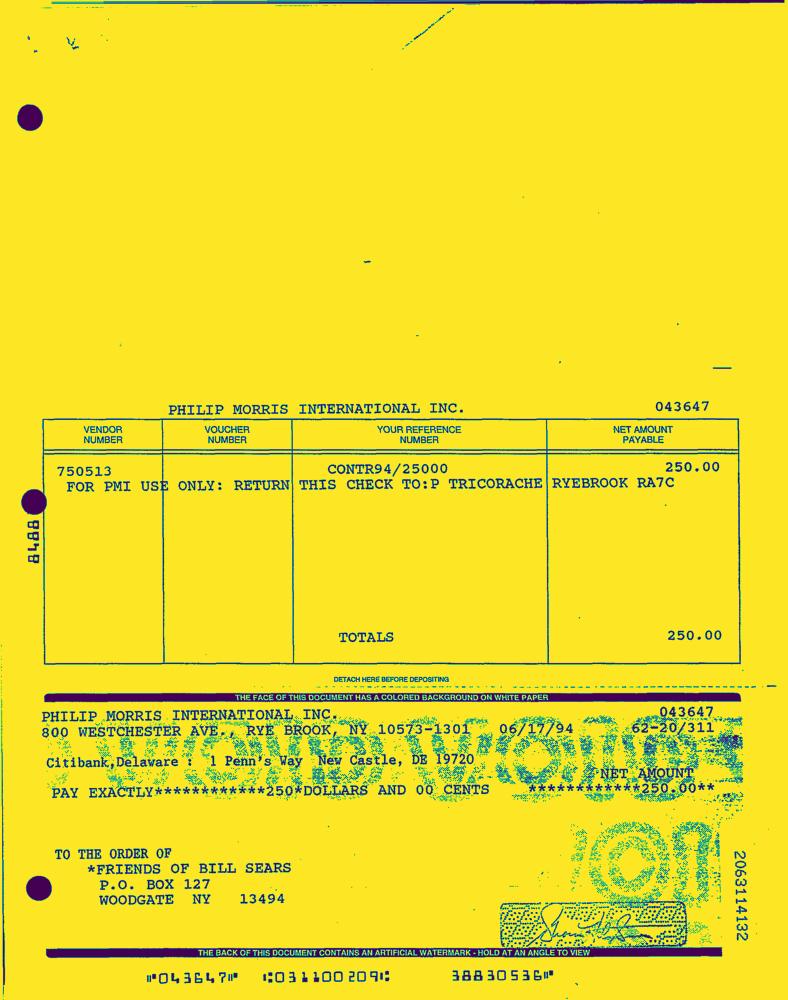 PHILIP MORRIS INTERNATIONAL INC. 043647
VENDOR NUMBER VOUCHER NUMBER YOUR REFERENCE NUMBER NET AMOUNT PAYABLE
750513 CONTR94/25000 250.00
FOR PMI USE ONLY: RETURN THIS CHECK TO:P TRICORACHE RYEBROOK RA7C
8488
TOTALS 250.00
DETACH HERE BEFORE DEPOSITING
THE FACE OF THIS DOCUMENT HAS A COLORED BACKGROUND ON WHITE PAPER
PHILIP MORRIS INTERNATIONAL INC. 043647
800 WESTCHESTER AVE., RYE BROOK, NY 10573-1301 06/17/94 62-20/311
Citibank,Delaware : 1 Penn's Way New Castle, DE 19720
NET AMOUNT
PAY EXACTLY************250*DOLLARS AND 00 CENTS ************250.00**
VOID
TO THE ORDER OF
*FRIENDS OF BILL SEARS
P.O. BOX 127
WOODGATE NY 13494
2063114132
THE BACK OF THIS DOCUMENT CONTAINS AN ARTIFICIAL WATERMARK - HOLD AT AN ANGLE TO VIEW
⑈043647⑈ ⑆031100209⑆ 38830536⑈